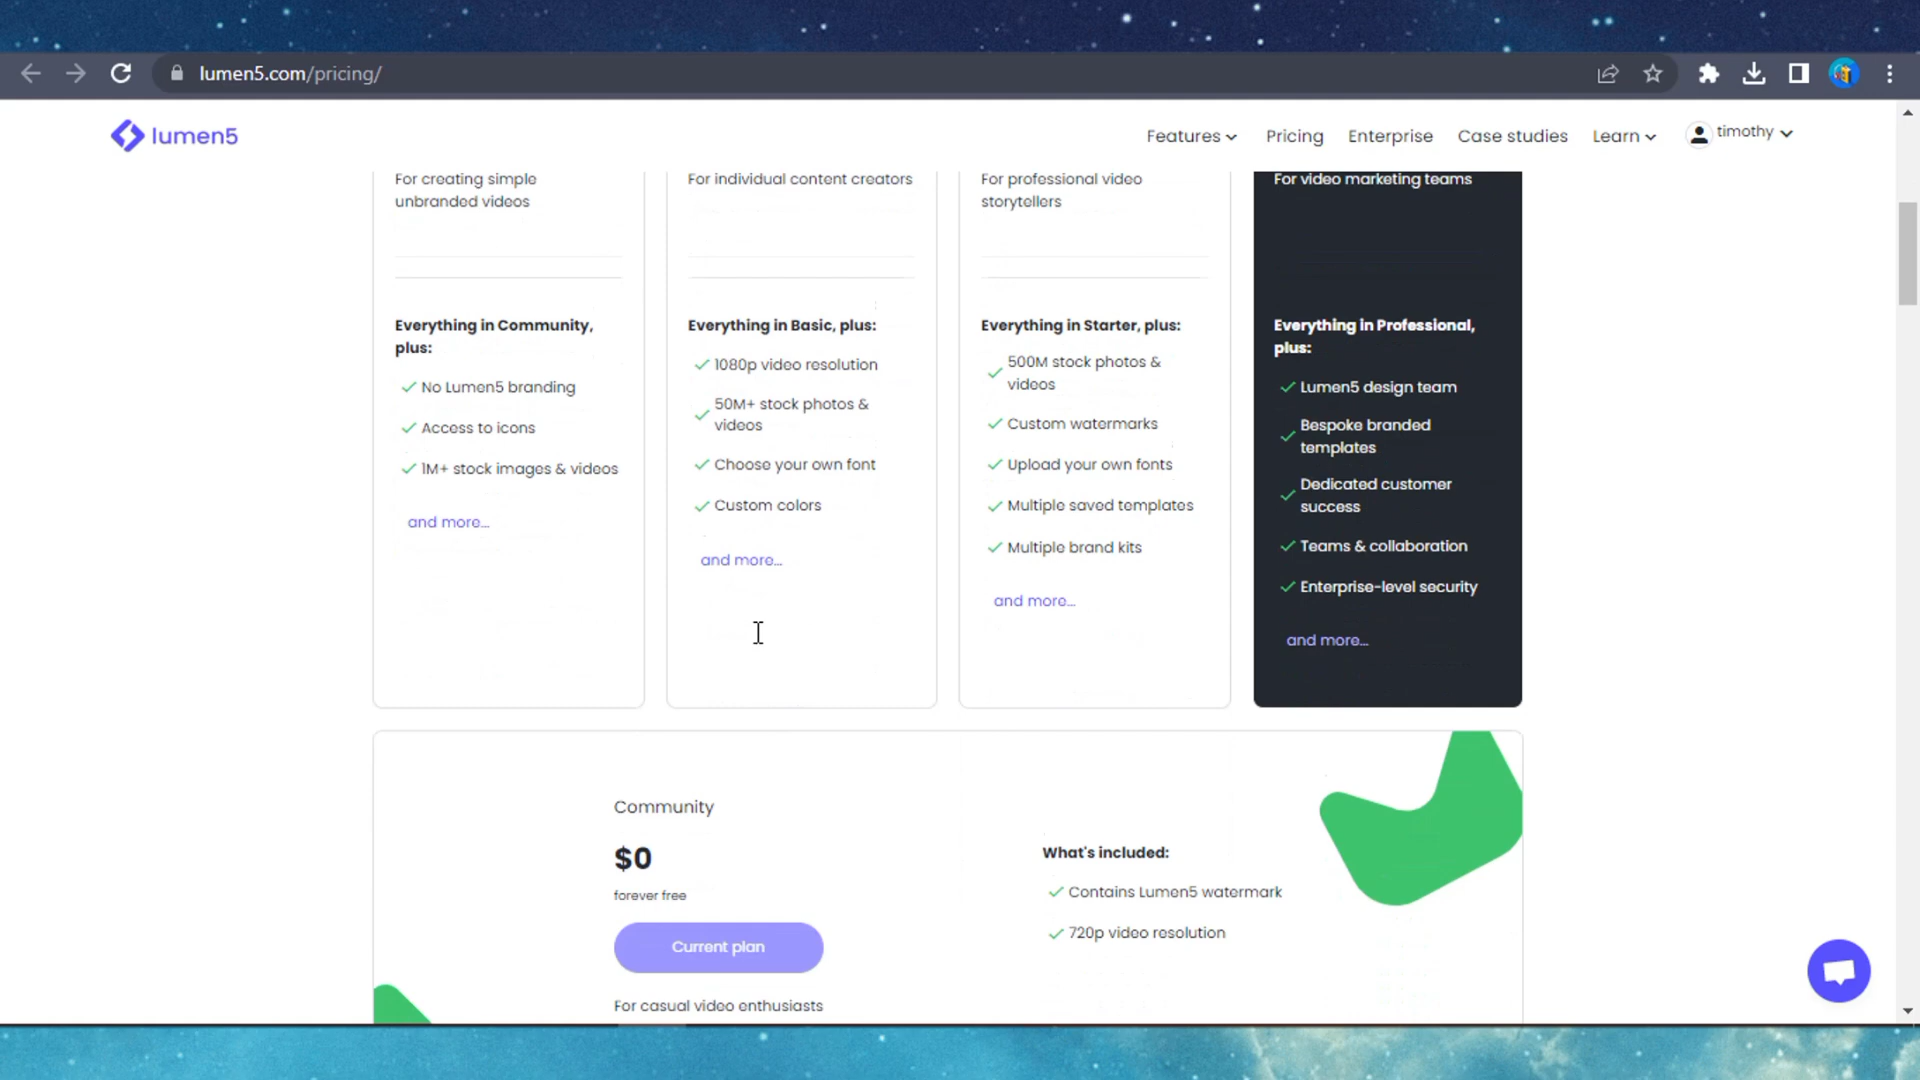 lumen5.com/pricing/
lumen5
Features
Pricing
Enterprise
Case studies
Learn
timothy
For creating simple
unbranded videos
Everything in Community,
plus:
No Lumen5 branding
Access to icons
1M+ stock images & videos
and more...
For individual content creators
Everything in Basic, plus:
1080p video resolution
50M+ stock photos &
videos
Choose your own font
Custom colors
and more...
For professional video
storytellers
Everything in Starter, plus:
500M stock photos &
videos
Custom watermarks
Upload your own fonts
Multiple saved templates
Multiple brand kits
and more...
For video marketing teams
Everything in Professional,
plus:
Lumen5 design team
Bespoke branded
templates
Dedicated customer
success
Teams & collaboration
Enterprise-level security
and more...
Community
$0
forever free
Current plan
For casual video enthusiasts
What's included:
Contains Lumen5 watermark
720p video resolution